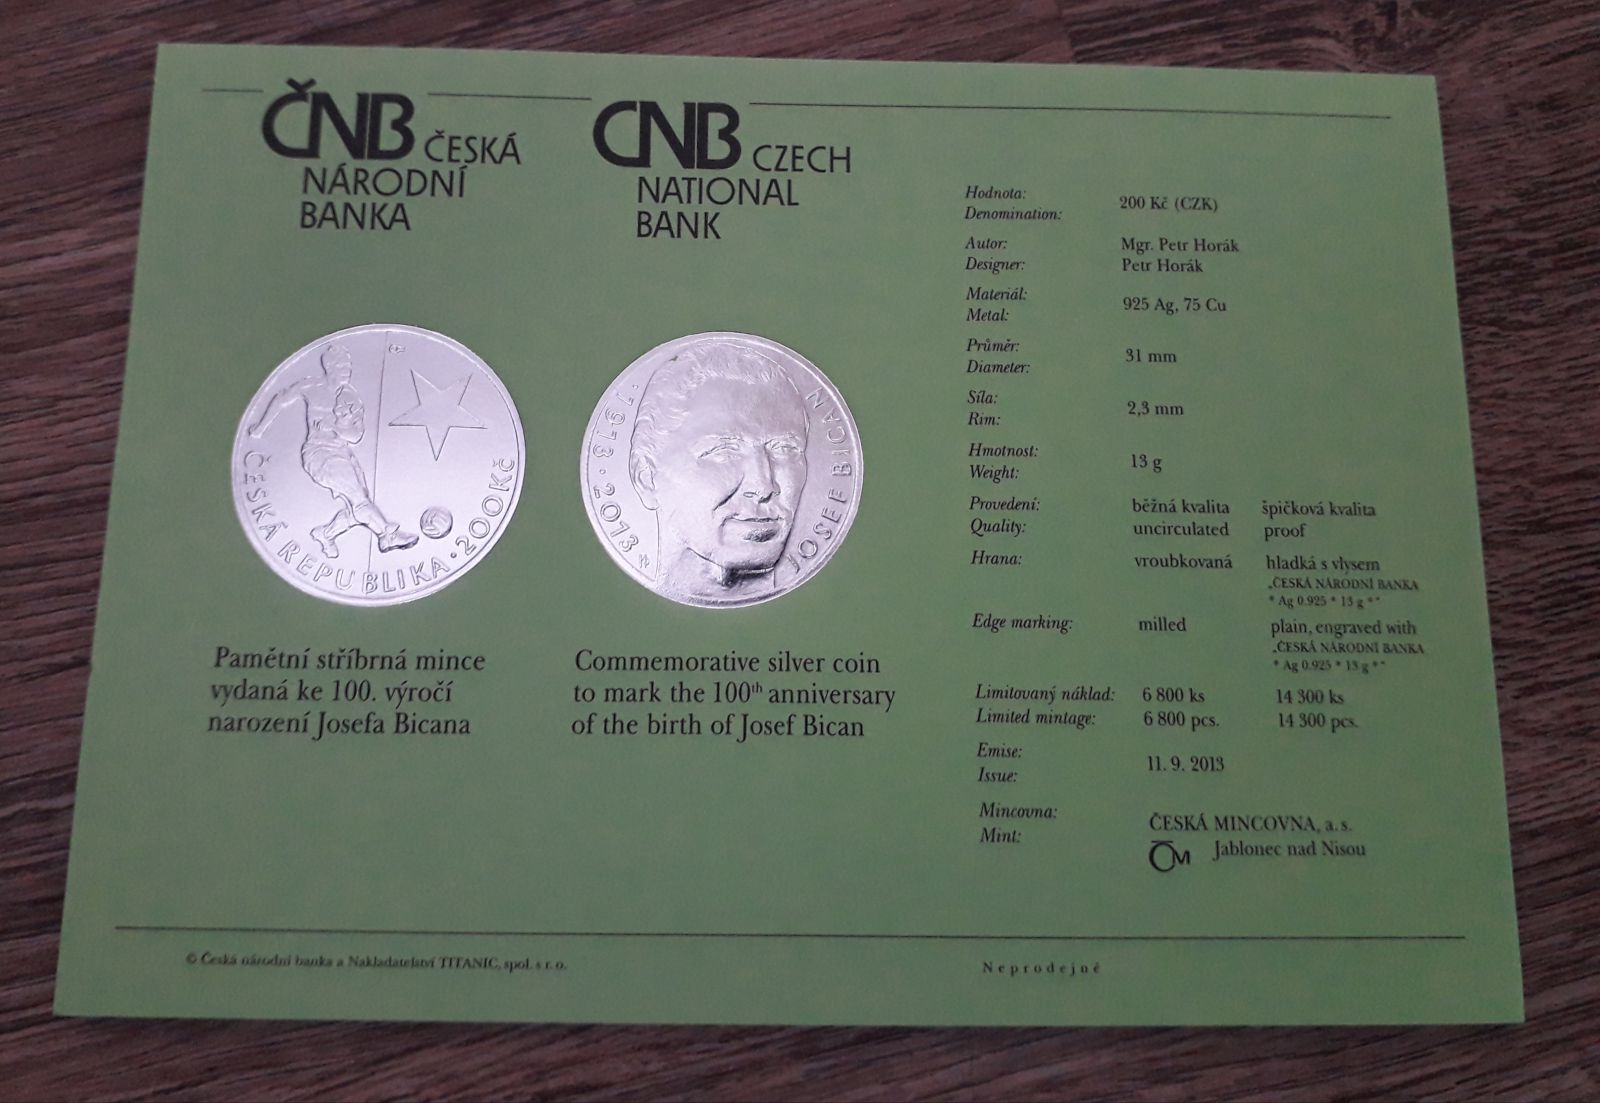 ČNB ČESKÁ
NÁRODNÍ
BANKA
CNB CZECH
NATIONAL
BANK
ČESKÁ REPUBLIKA · 200 Kč
· 1913 · 2013
JOSEF BICAN
Pamětní stříbrná mince
vydaná ke 100. výročí
narození Josefa Bicana
Commemorative silver coin
to mark the 100th anniversary
of the birth of Josef Bican
Hodnota:
Denomination:
200 Kč (CZK)
Autor: Mgr. Petr Horák
Designer: Petr Horák
Materiál:
Metal:
925 Ag, 75 Cu
Průměr:
Diameter:
31 mm
Síla:
Rim:
2,3 mm
Hmotnost:
Weight:
13 g
Provedení: běžná kvalita špičková kvalita
Quality: uncirculated proof
Hrana: vroubkovaná hladká s vlysem
„ČESKÁ NÁRODNÍ BANKA
* Ag 0.925 * 13 g *“
Edge marking: milled plain, engraved with
„ČESKÁ NÁRODNÍ BANKA
* Ag 0.925 * 13 g *“
Limitovaný náklad: 6 800 ks 14 300 ks
Limited mintage: 6 800 pcs. 14 300 pcs.
Emise:
Issue:
11. 9. 2013
Mincovna:
Mint:
ČESKÁ MINCOVNA, a. s.
ČM Jablonec nad Nisou
© Česká národní banka a Nakladatelství TITANIC, spol. s r. o.
Neprodejné